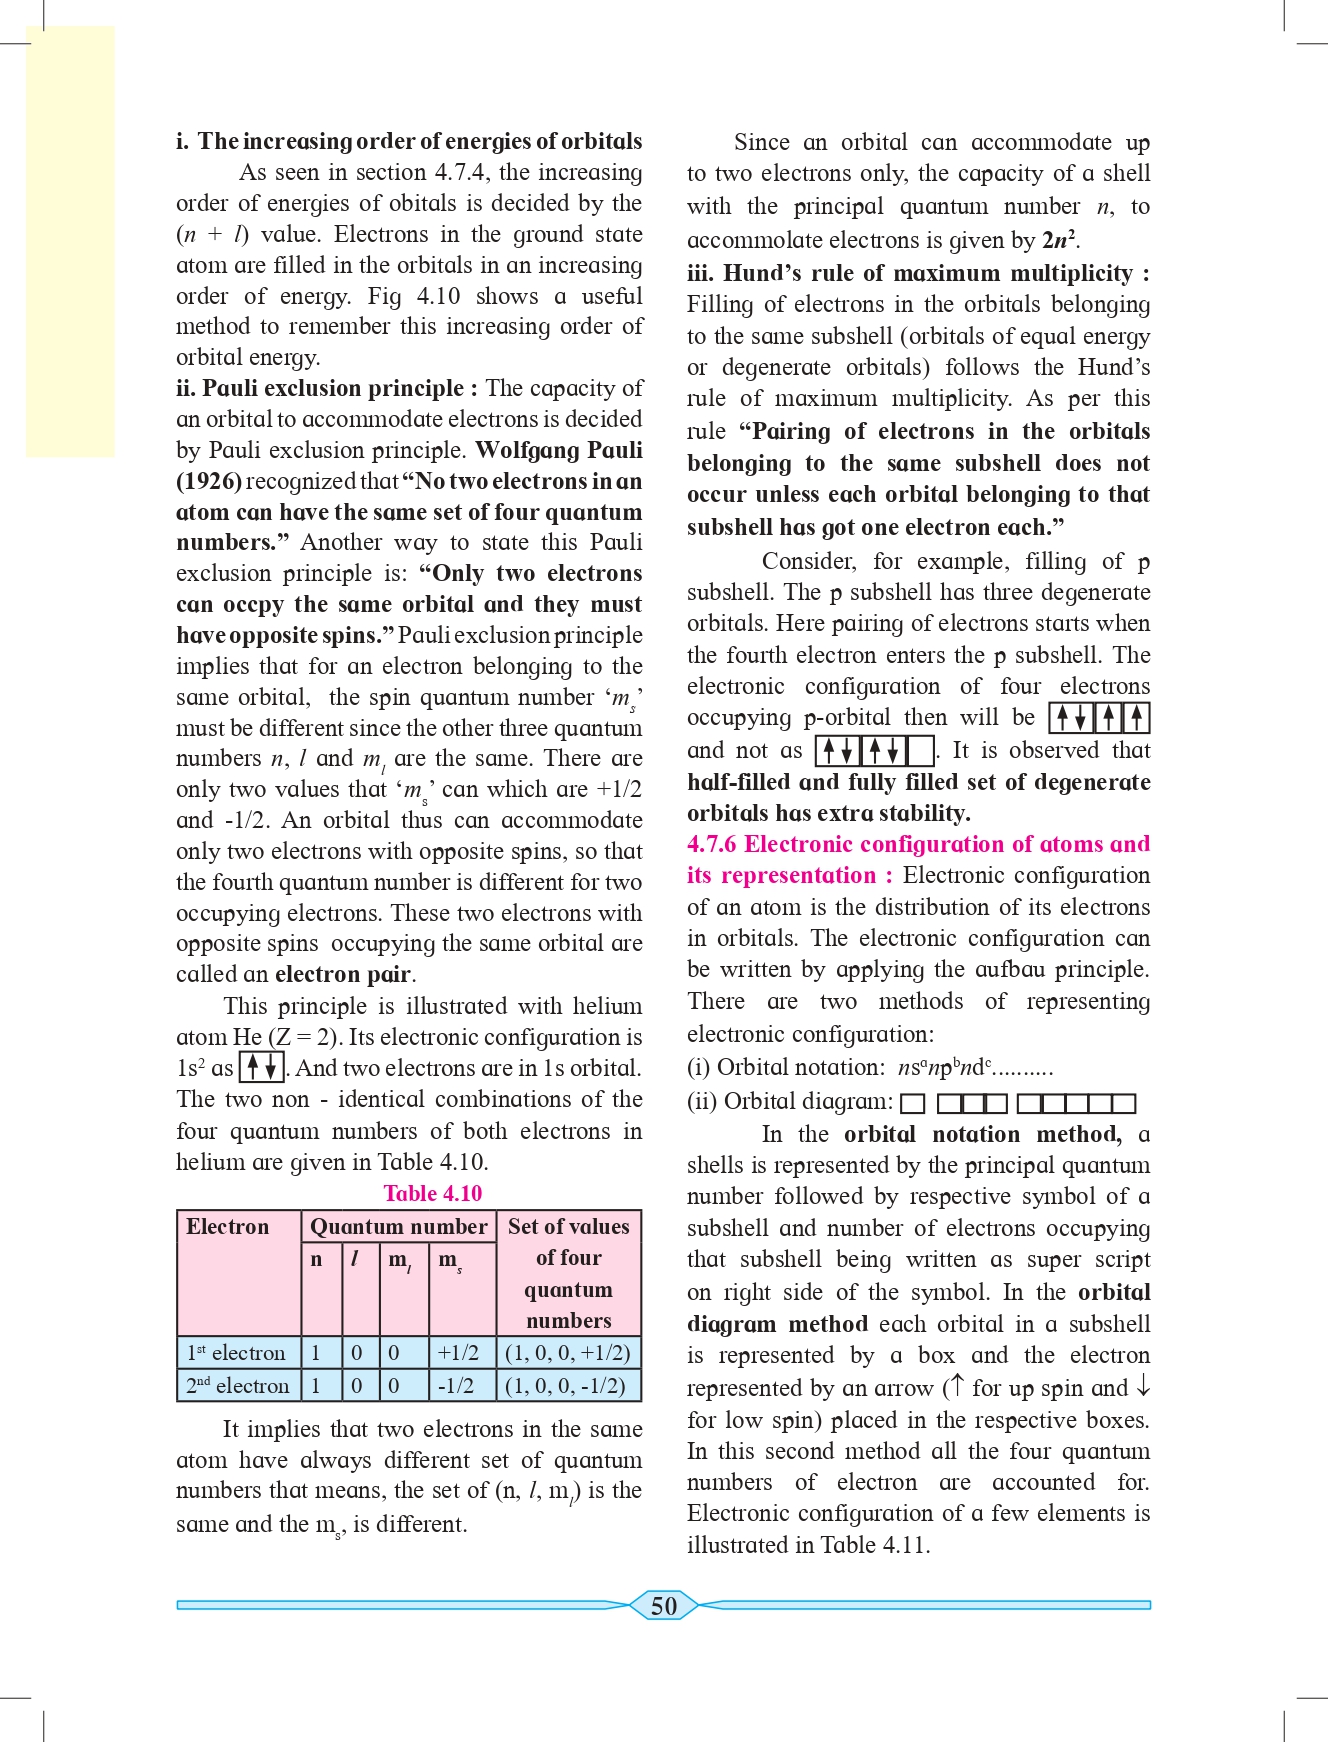 i. The increasing order of energies of orbitals
As seen in section 4.7.4, the increasing
order of energies of obitals is decided by the
(n + l) value. Electrons in the ground state
atom are filled in the orbitals in an increasing
order of energy. Fig 4.10 shows a useful
method to remember this increasing order of
orbital energy.
ii. Pauli exclusion principle : The capacity of
an orbital to accommodate electrons is decided
by Pauli exclusion principle. Wolfgang Pauli
(1926) recognized that “No two electrons in an
atom can have the same set of four quantum
numbers.” Another way to state this Pauli
exclusion principle is: “Only two electrons
can occpy the same orbital and they must
have opposite spins.” Pauli exclusion principle
implies that for an electron belonging to the
same orbital, the spin quantum number ‘mₛ’
must be different since the other three quantum
numbers n, l and mₗ are the same. There are
only two values that ‘mₛ’ can which are +1/2
and -1/2. An orbital thus can accommodate
only two electrons with opposite spins, so that
the fourth quantum number is different for two
occupying electrons. These two electrons with
opposite spins occupying the same orbital are
called an electron pair.
This principle is illustrated with helium
atom He (Z = 2). Its electronic configuration is
1s² as ↑↓. And two electrons are in 1s orbital.
The two non - identical combinations of the
four quantum numbers of both electrons in
helium are given in Table 4.10.
Table 4.10
Electron Quantum number Set of values
n l mₗ mₛ of four
quantum
numbers
1ˢᵗ electron 1 0 0 +1/2 (1, 0, 0, +1/2)
2ⁿᵈ electron 1 0 0 -1/2 (1, 0, 0, -1/2)
It implies that two electrons in the same
atom have always different set of quantum
numbers that means, the set of (n, l, mₗ) is the
same and the mₛ, is different.
Since an orbital can accommodate up
to two electrons only, the capacity of a shell
with the principal quantum number n, to
accommolate electrons is given by 2n².
iii. Hund’s rule of maximum multiplicity :
Filling of electrons in the orbitals belonging
to the same subshell (orbitals of equal energy
or degenerate orbitals) follows the Hund’s
rule of maximum multiplicity. As per this
rule “Pairing of electrons in the orbitals
belonging to the same subshell does not
occur unless each orbital belonging to that
subshell has got one electron each.”
Consider, for example, filling of p
subshell. The p subshell has three degenerate
orbitals. Here pairing of electrons starts when
the fourth electron enters the p subshell. The
electronic configuration of four electrons
occupying p-orbital then will be ↑↓ ↑ ↑
and not as ↑↓ ↑↓. It is observed that
half-filled and fully filled set of degenerate
orbitals has extra stability.
4.7.6 Electronic configuration of atoms and
its representation : Electronic configuration
of an atom is the distribution of its electrons
in orbitals. The electronic configuration can
be written by applying the aufbau principle.
There are two methods of representing
electronic configuration:
(i) Orbital notation: nsᵃnpᵇndᶜ..........
(ii) Orbital diagram: □ □□□ □□□□□
In the orbital notation method, a
shells is represented by the principal quantum
number followed by respective symbol of a
subshell and number of electrons occupying
that subshell being written as super script
on right side of the symbol. In the orbital
diagram method each orbital in a subshell
is represented by a box and the electron
represented by an arrow (↑ for up spin and ↓
for low spin) placed in the respective boxes.
In this second method all the four quantum
numbers of electron are accounted for.
Electronic configuration of a few elements is
illustrated in Table 4.11.
50